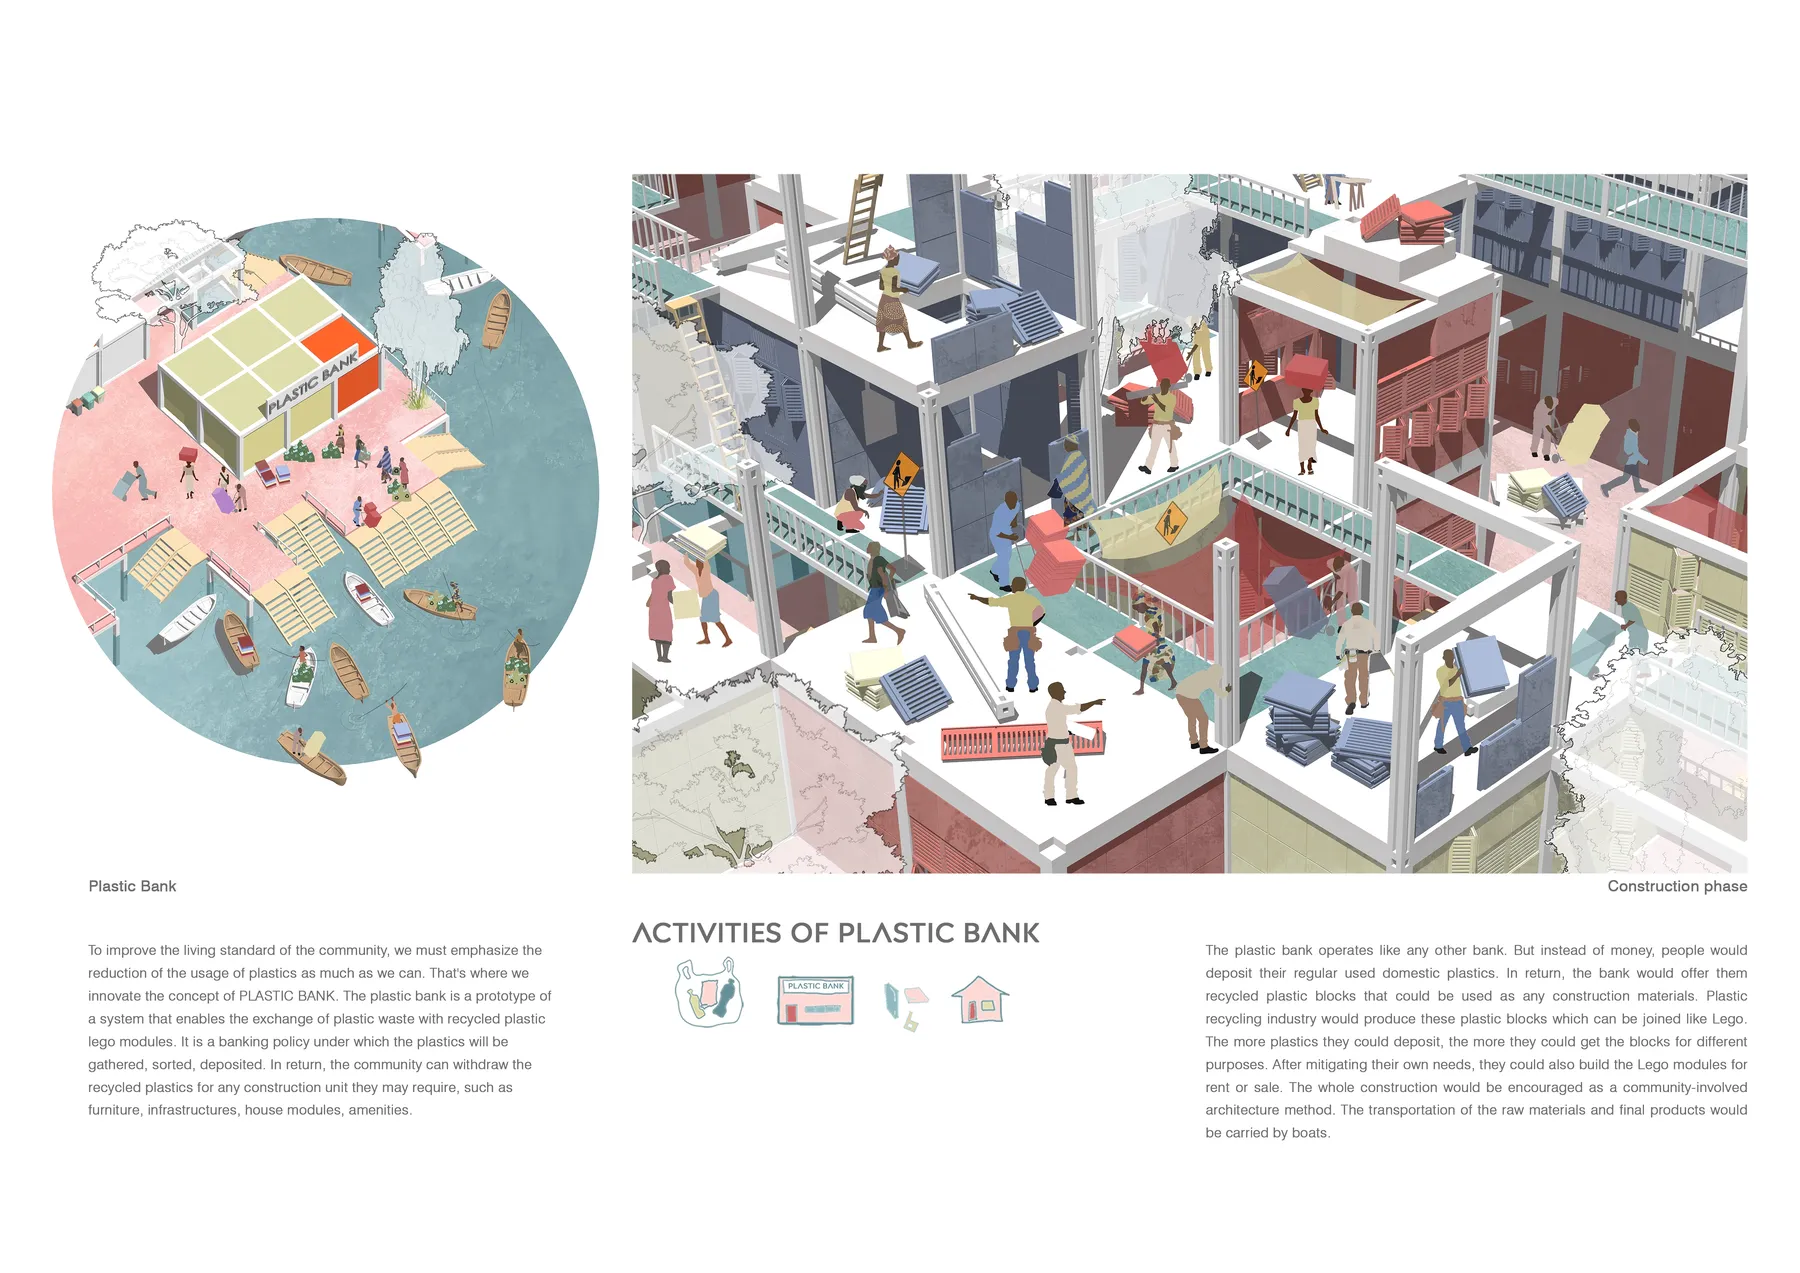 PLASTIC BANK
Plastic Bank
To improve the living standard of the community, we must emphasize the
reduction of the usage of plastics as much as we can. That's where we
innovate the concept of PLASTIC BANK. The plastic bank is a prototype of
a system that enables the exchange of plastic waste with recycled plastic
lego modules. It is a banking policy under which the plastics will be
gathered, sorted, deposited. In return, the community can withdraw the
recycled plastics for any construction unit they may require, such as
furniture, infrastructures, house modules, amenities.
ACTIVITIES OF PLASTIC BANK
PLASTIC BANK
Construction phase
The plastic bank operates like any other bank. But instead of money, people would
deposit their regular used domestic plastics. In return, the bank would offer them
recycled plastic blocks that could be used as any construction materials. Plastic
recycling industry would produce these plastic blocks which can be joined like Lego.
The more plastics they could deposit, the more they could get the blocks for different
purposes. After mitigating their own needs, they could also build the Lego modules for
rent or sale. The whole construction would be encouraged as a community-involved
architecture method. The transportation of the raw materials and final products would
be carried by boats.